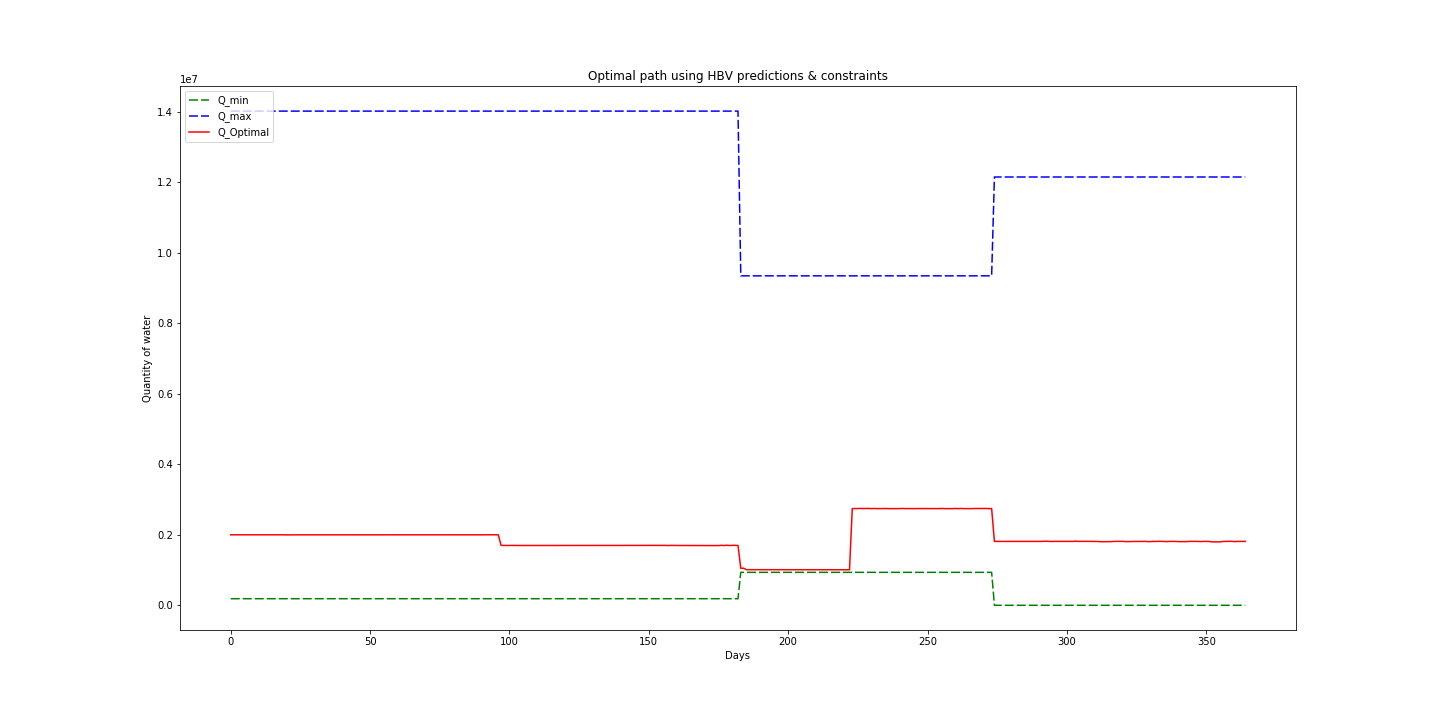 Optimal path using HBV predictions & constraints
1e7
Q_min
Q_max
Q_Optimal
1.4
1.2
1.0
0.8
0.6
0.4
0.2
0.0
Quantity of water
0 50 100 150 200 250 300 350
Days